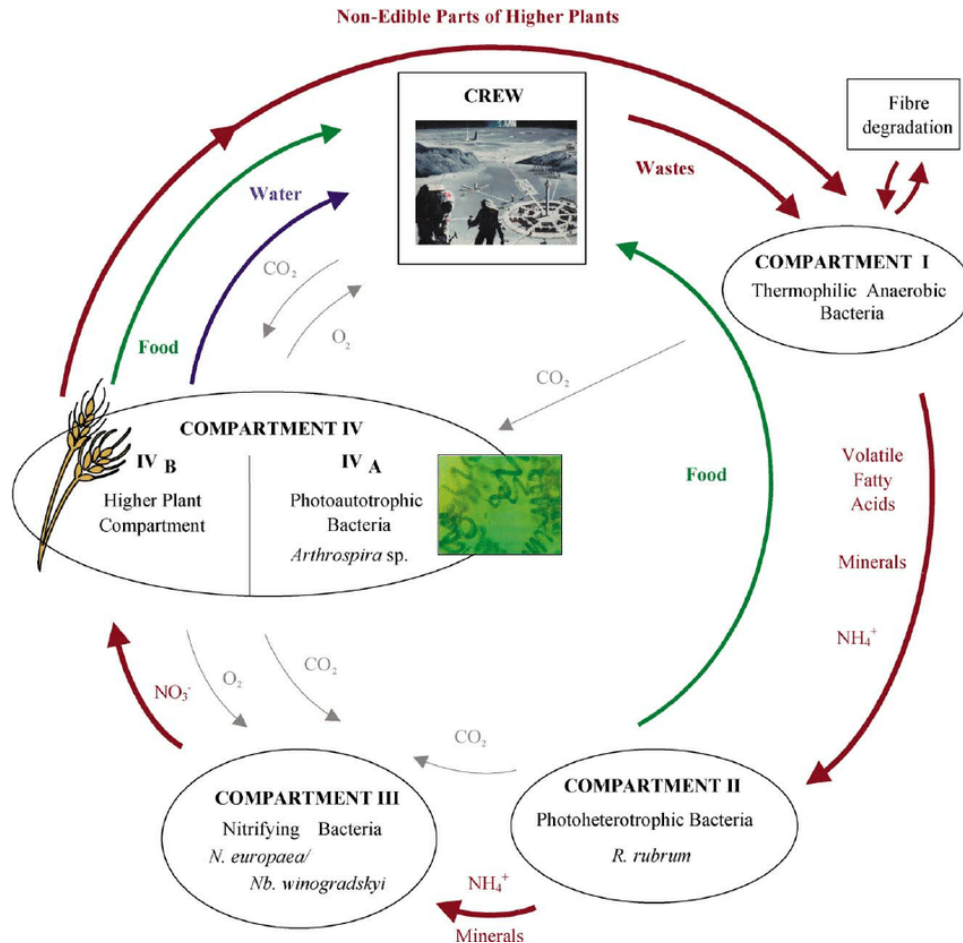 Non-Edible Parts of Higher Plants
CREW
Fibre
degradation
Wastes
Water
CO₂
O₂
Food
COMPARTMENT I
Thermophilic Anaerobic
Bacteria
CO₂
COMPARTMENT IV
IV B
Higher Plant
Compartment
IV A
Photoautotrophic
Bacteria
Arthrospira sp.
Food
Volatile
Fatty
Acids
Minerals
NH₄⁺
NO₃⁻
O₂
CO₂
CO₂
COMPARTMENT III
Nitrifying Bacteria
N. europaea/
Nb. winogradskyi
COMPARTMENT II
Photoheterotrophic Bacteria
R. rubrum
NH₄⁺
Minerals